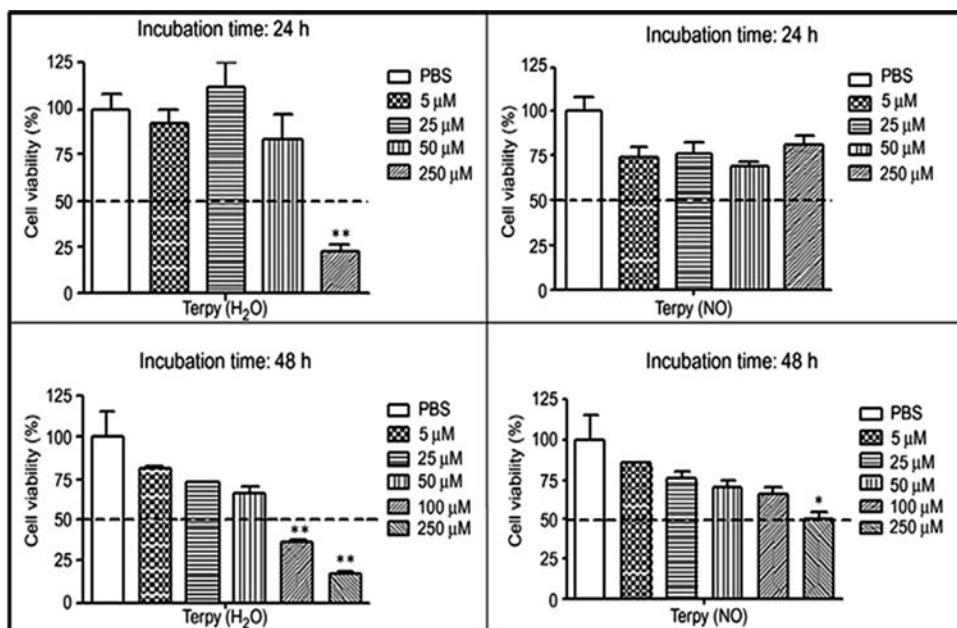 Incubation time: 24 h
Cell viability (%)
125
100
75
50
25
0
PBS
5 µM
25 µM
50 µM
250 µM
**
Terpy (H₂O)
Incubation time: 24 h
Cell viability (%)
125
100
75
50
25
0
PBS
5 µM
25 µM
50 µM
250 µM
Terpy (NO)
Incubation time: 48 h
Cell viability (%)
125
100
75
50
25
0
PBS
5 µM
25 µM
50 µM
100 µM
250 µM
**
**
Terpy (H₂O)
Incubation time: 48 h
Cell viability (%)
125
100
75
50
25
0
PBS
5 µM
25 µM
50 µM
100 µM
250 µM
*
Terpy (NO)